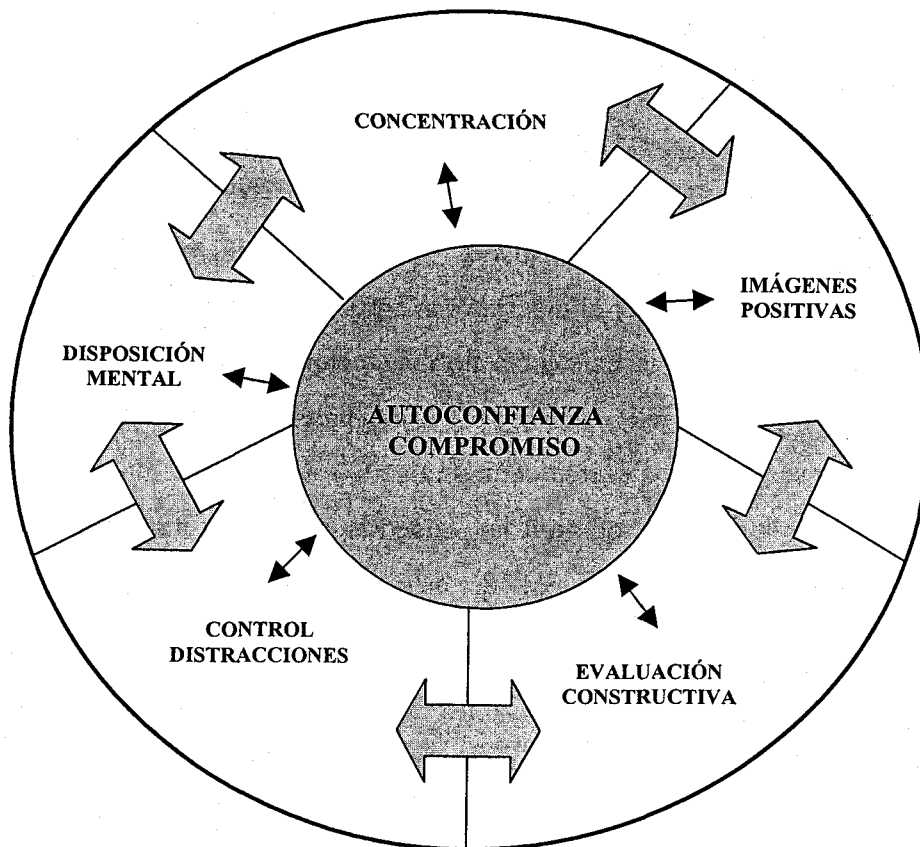 CONCENTRACIÓN
IMÁGENES
POSITIVAS
DISPOSICIÓN
MENTAL
AUTOCONFIANZA
COMPROMISO
CONTROL
DISTRACCIONES
EVALUACIÓN
CONSTRUCTIVA